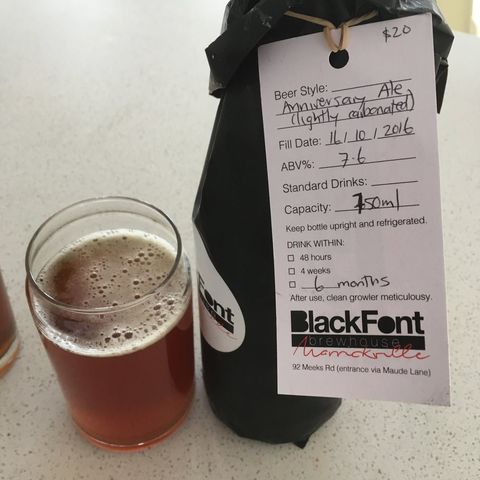 $20
Beer Style:
Anniversary Ale
(lightly carbonated)
Fill Date: 16/10/2016
ABV%: 7.6
Standard Drinks:
Capacity: 750ml
Keep bottle upright and refrigerated.
DRINK WITHIN:
48 hours
4 weeks
6 months
After use, clean growler meticulousy.
BlackFont
brewhouse
Marrickville
92 Meeks Rd (entrance via Maude Lane)
BlackFont